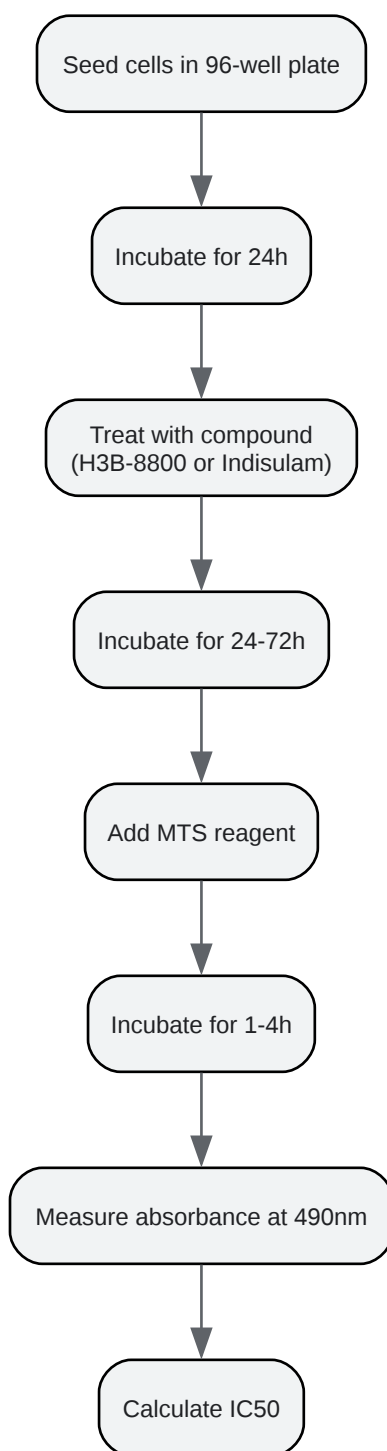 Seed cells in 96-well plate
Incubate for 24h
Treat with compound
(H3B-8800 or Indisulam)
Incubate for 24-72h
Add MTS reagent
Incubate for 1-4h
Measure absorbance at 490nm
Calculate IC50